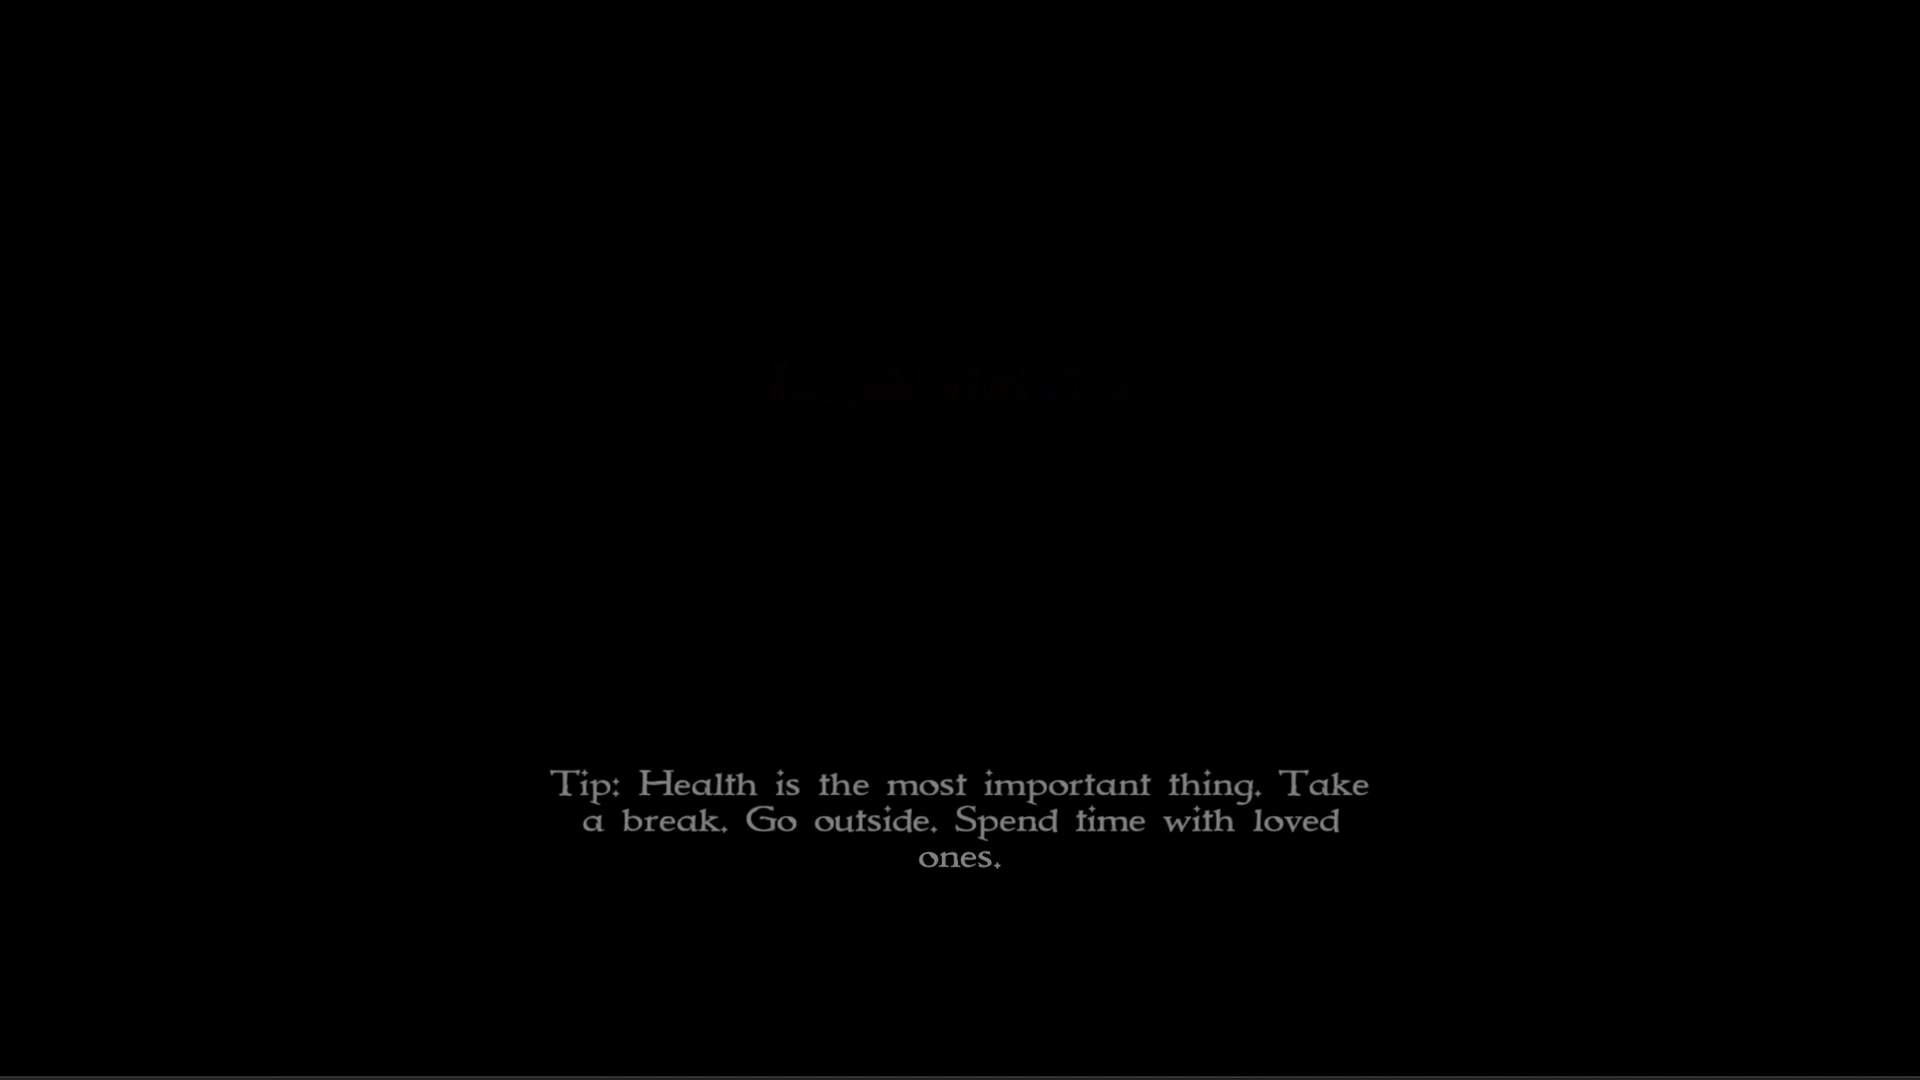 Tip: Health is the most important thing. Take
a break. Go outside. Spend time with loved
ones.